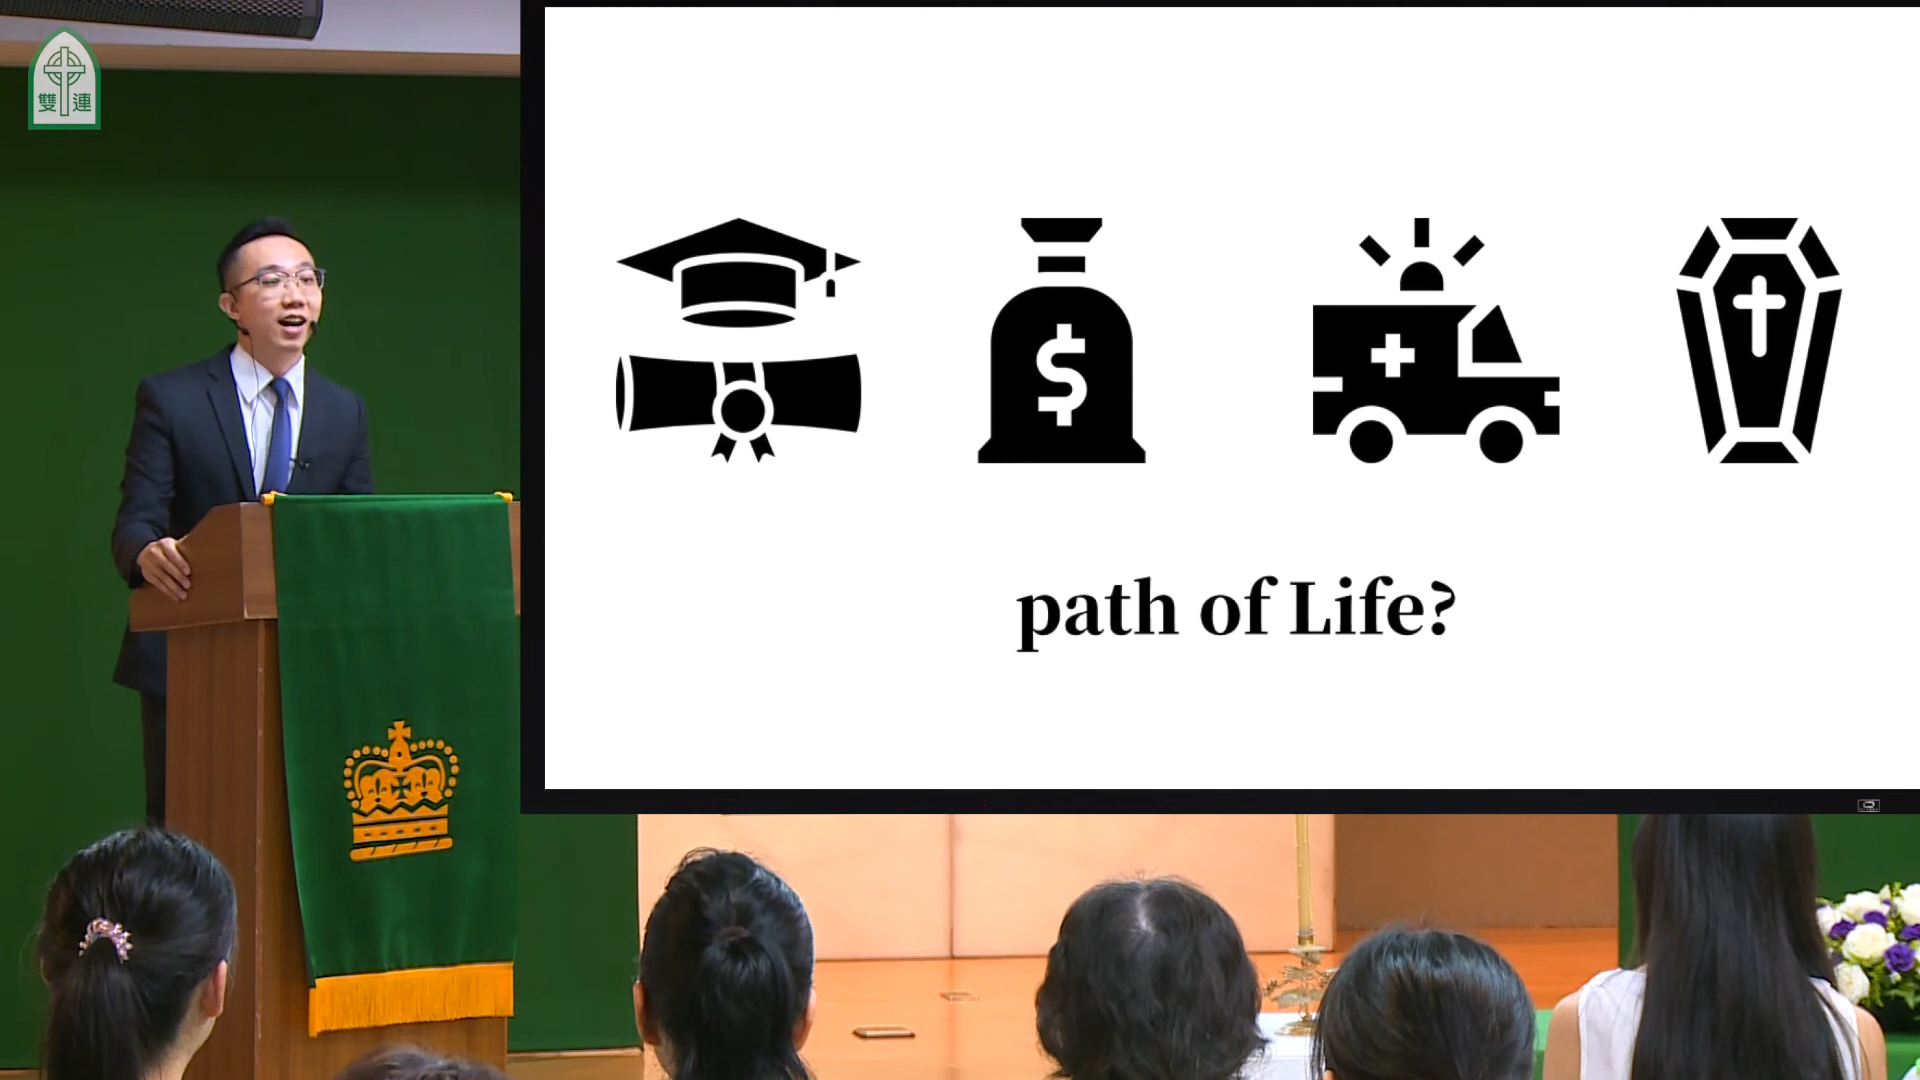 雙連
$
path of Life?